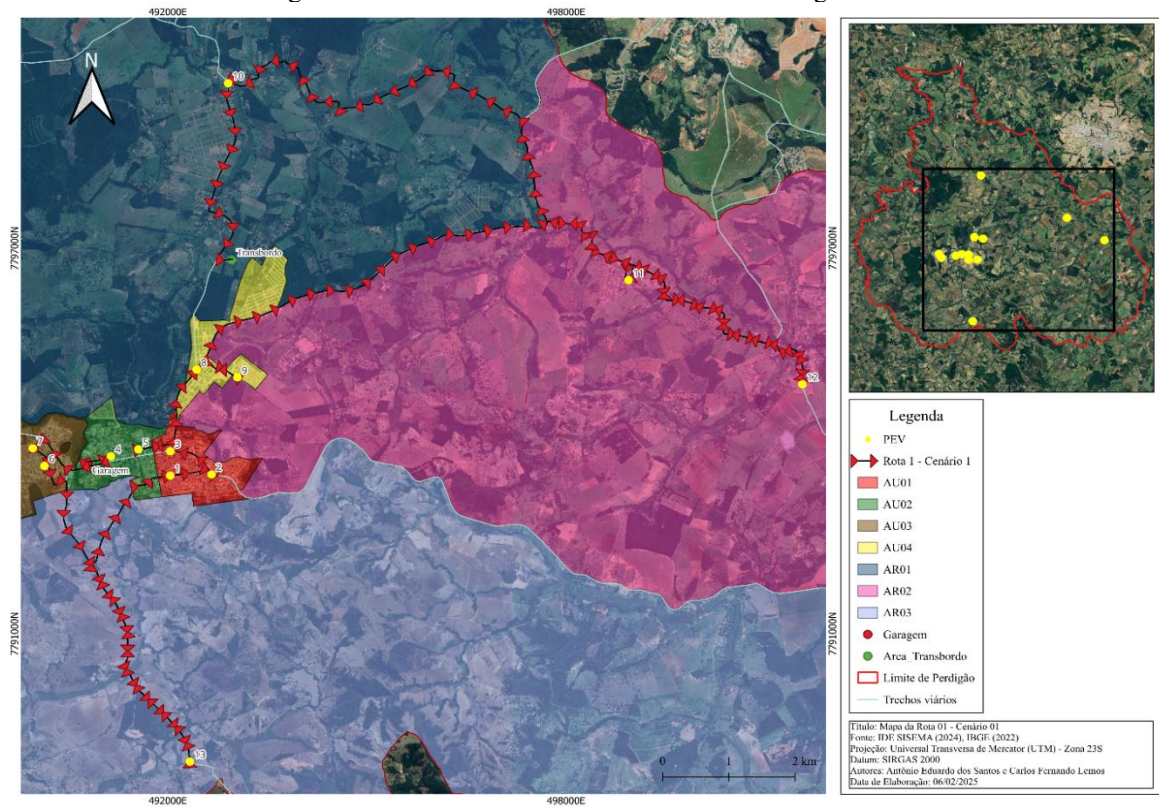 492000E
498000E
N
10
7797000N
7797000N
Transbordo
11
8
9
12
7
4
5
3
6
Garagem
1
2
7791000N
7791000N
13
0
1
2 km
492000E
498000E
Legenda
PEV
Rota 1 - Cenário 1
AU01
AU02
AU03
AU04
AR01
AR02
AR03
Garagem
Area Transbordo
Limite de Perdigão
Trechos viários
Título: Mapa da Rota 01 - Cenário 01
Fonte: IDE SISEMA (2024), IBGE (2022)
Projeção: Universal Transversa de Mercator (UTM) - Zona 23S
Datum: SIRGAS 2000
Autores: Antônio Eduardo dos Santos e Carlos Fernando Lemos
Data de Elaboração: 06/02/2025